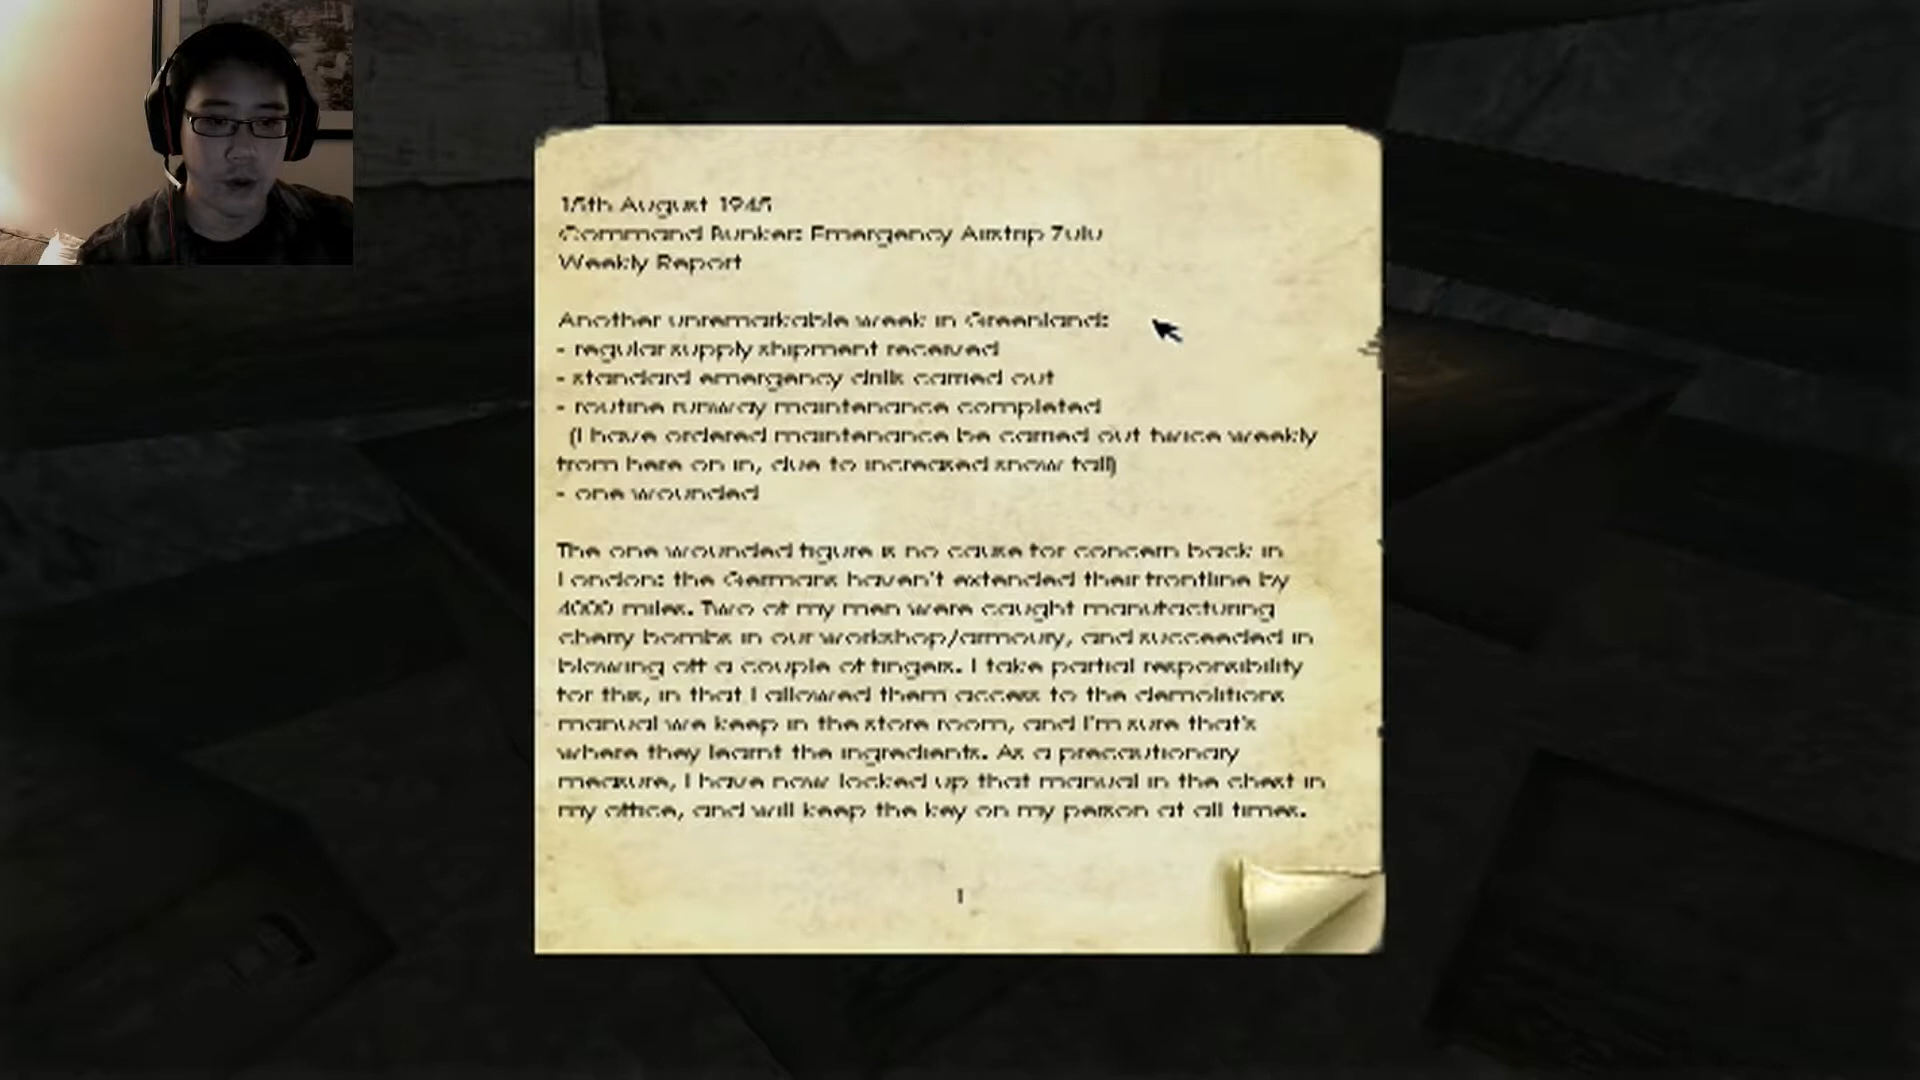 15th August 1945
Command Bunker: Emergency Airstrip Zulu
Weekly Report
Another unremarkable week in Greenland:
- regular supply shipment received
- standard emergency drills carried out
- routine runway maintenance completed
(I have ordered maintenance be carried out twice weekly
from here on in, due to increased snow fall)
- one wounded
The one wounded figure is no cause for concern back in
London: the Germans haven't extended their frontline by
4000 miles. Two of my men were caught manufacturing
cherry bombs in our workshop/armoury, and succeeded in
blowing off a couple of fingers. I take partial responsibility
for this, in that I allowed them access to the demolitions
manual we keep in the store room, and I'm sure that's
where they learnt the ingredients. As a precautionary
measure, I have now locked up that manual in the chest in
my office, and will keep the key on my person at all times.
1